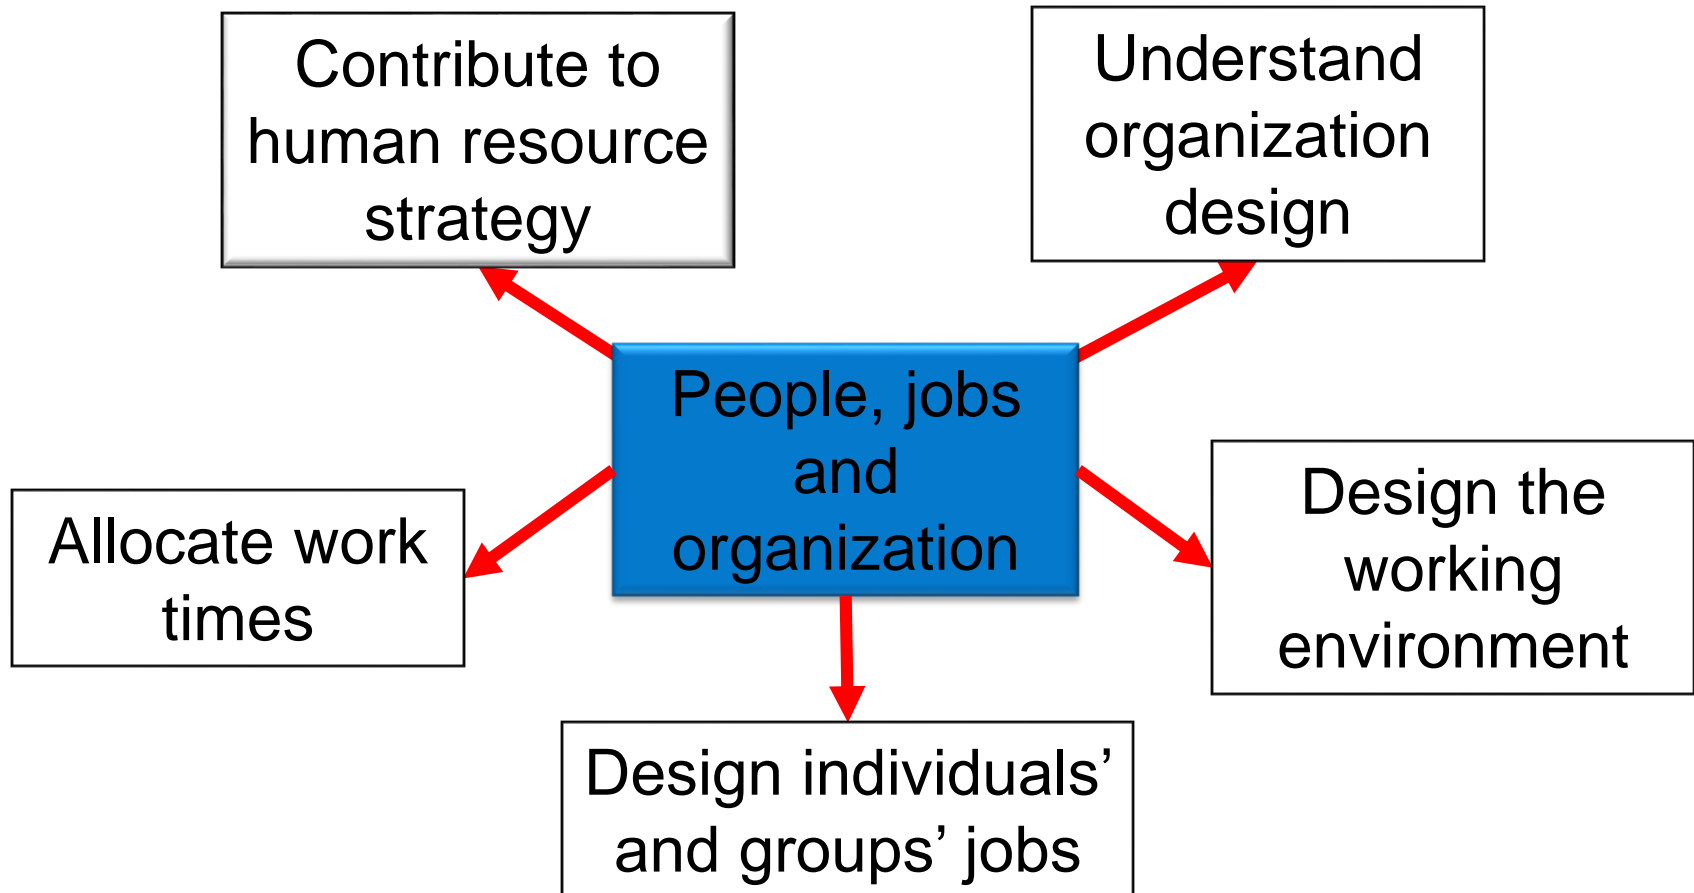 Contribute to
human resource
strategy
Understand
organization
design
People, jobs
and
organization
Allocate work
times
Design the
working
environment
Design individuals’
and groups’ jobs